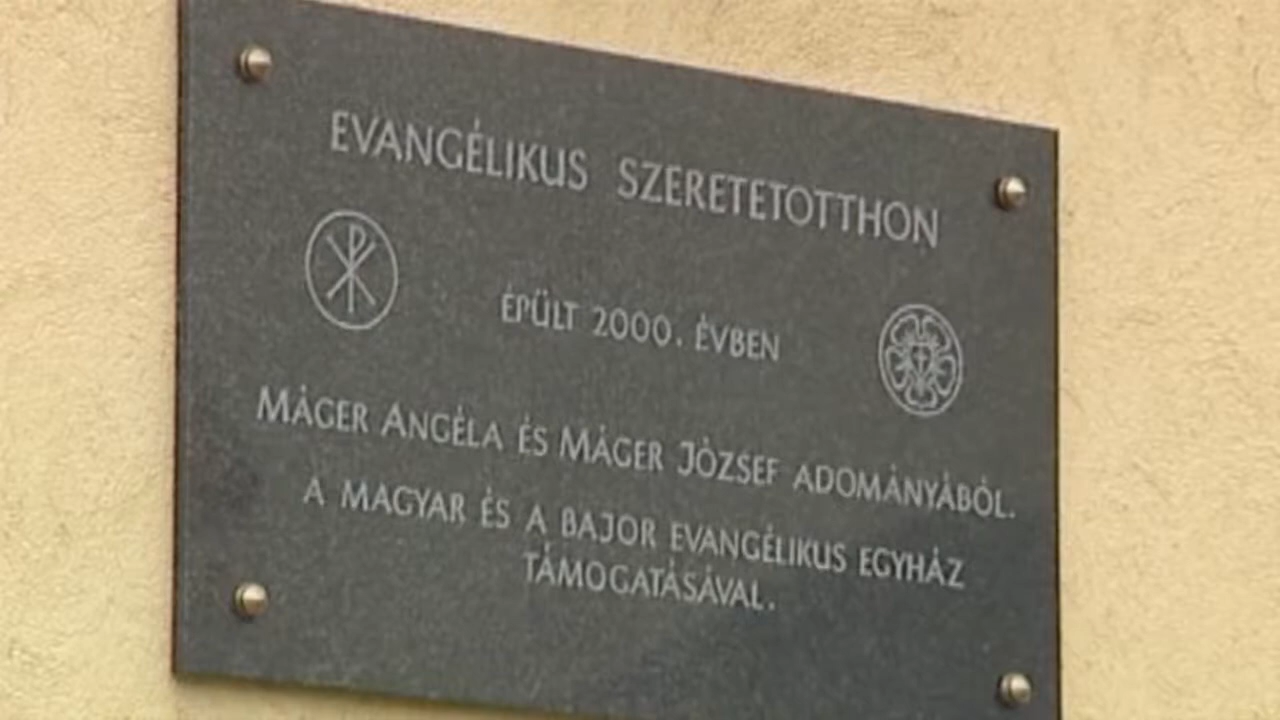 EVANGÉLIKUS SZERETETOTTHON
ÉPÜLT 2000. ÉVBEN
MÁGER ANGÉLA ÉS MÁGER JÓZSEF ADOMÁNYÁBÓL.
A MAGYAR ÉS A BAJOR EVANGÉLIKUS EGYHÁZ
TÁMOGATÁSÁVAL.